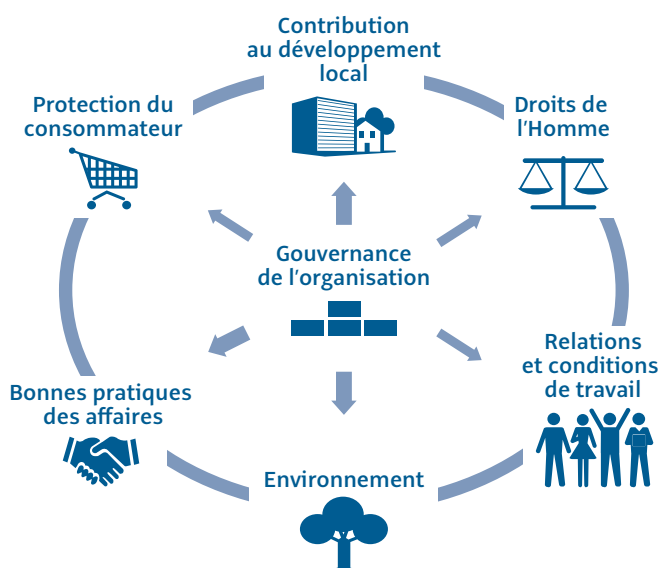 Contribution
au développement
local
Protection du
consommateur
Droits de
l'Homme
Gouvernance
de l'organisation
Relations
et conditions
de travail
Bonnes pratiques
des affaires
Environnement